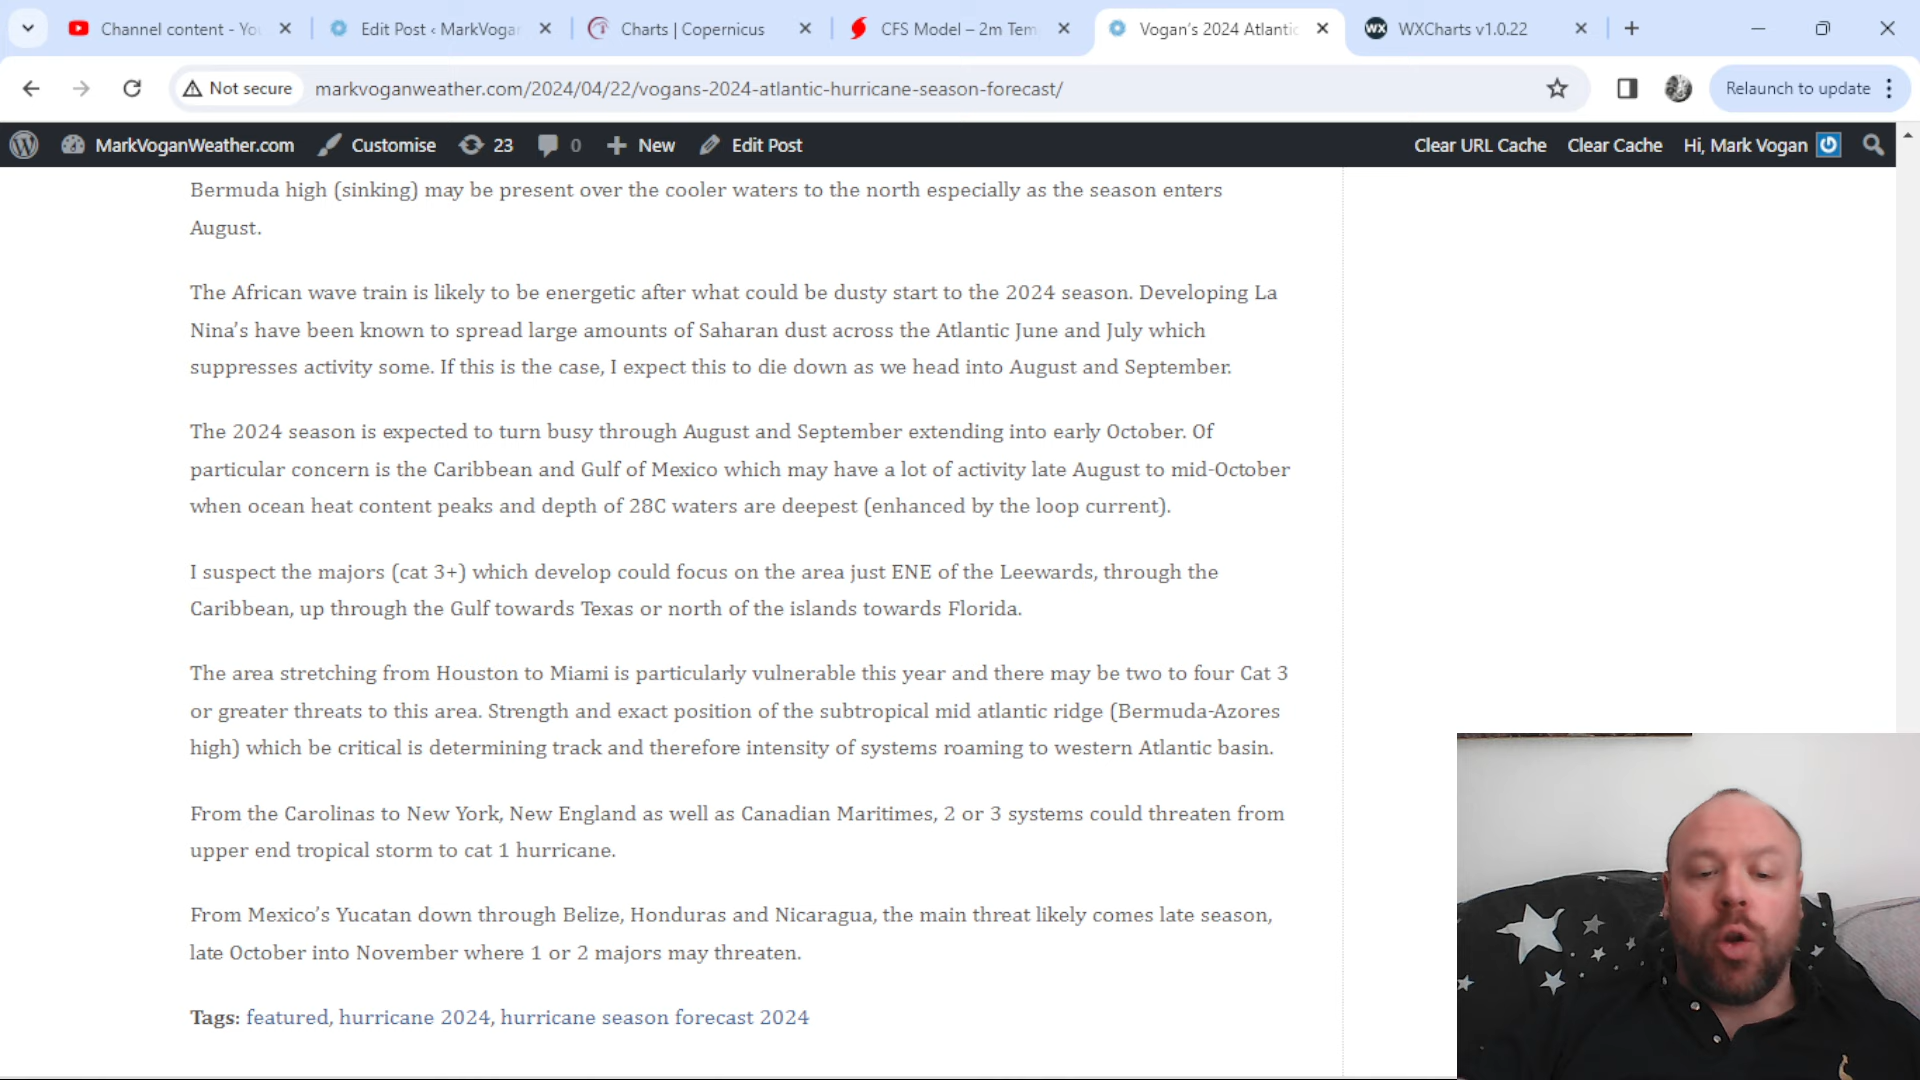 Channel content - Yo
Edit Post ‹ MarkVogan
Charts | Copernicus
CFS Model – 2m Tem
Vogan's 2024 Atlantic
WX
WXCharts v1.0.22
Not secure
markvoganweather.com/2024/04/22/vogans-2024-atlantic-hurricane-season-forecast/
Relaunch to update
MarkVoganWeather.com
Customise
23
0
New
Edit Post
Clear URL Cache
Clear Cache
Hi, Mark Vogan
Bermuda high (sinking) may be present over the cooler waters to the north especially as the season enters
August.
The African wave train is likely to be energetic after what could be dusty start to the 2024 season. Developing La
Nina's have been known to spread large amounts of Saharan dust across the Atlantic June and July which
suppresses activity some. If this is the case, I expect this to die down as we head into August and September.
The 2024 season is expected to turn busy through August and September extending into early October. Of
particular concern is the Caribbean and Gulf of Mexico which may have a lot of activity late August to mid-October
when ocean heat content peaks and depth of 28C waters are deepest (enhanced by the loop current).
I suspect the majors (cat 3+) which develop could focus on the area just ENE of the Leewards, through the
Caribbean, up through the Gulf towards Texas or north of the islands towards Florida.
The area stretching from Houston to Miami is particularly vulnerable this year and there may be two to four Cat 3
or greater threats to this area. Strength and exact position of the subtropical mid atlantic ridge (Bermuda-Azores
high) which be critical is determining track and therefore intensity of systems roaming to western Atlantic basin.
From the Carolinas to New York, New England as well as Canadian Maritimes, 2 or 3 systems could threaten from
upper end tropical storm to cat 1 hurricane.
From Mexico's Yucatan down through Belize, Honduras and Nicaragua, the main threat likely comes late season,
late October into November where 1 or 2 majors may threaten.
Tags: featured, hurricane 2024, hurricane season forecast 2024